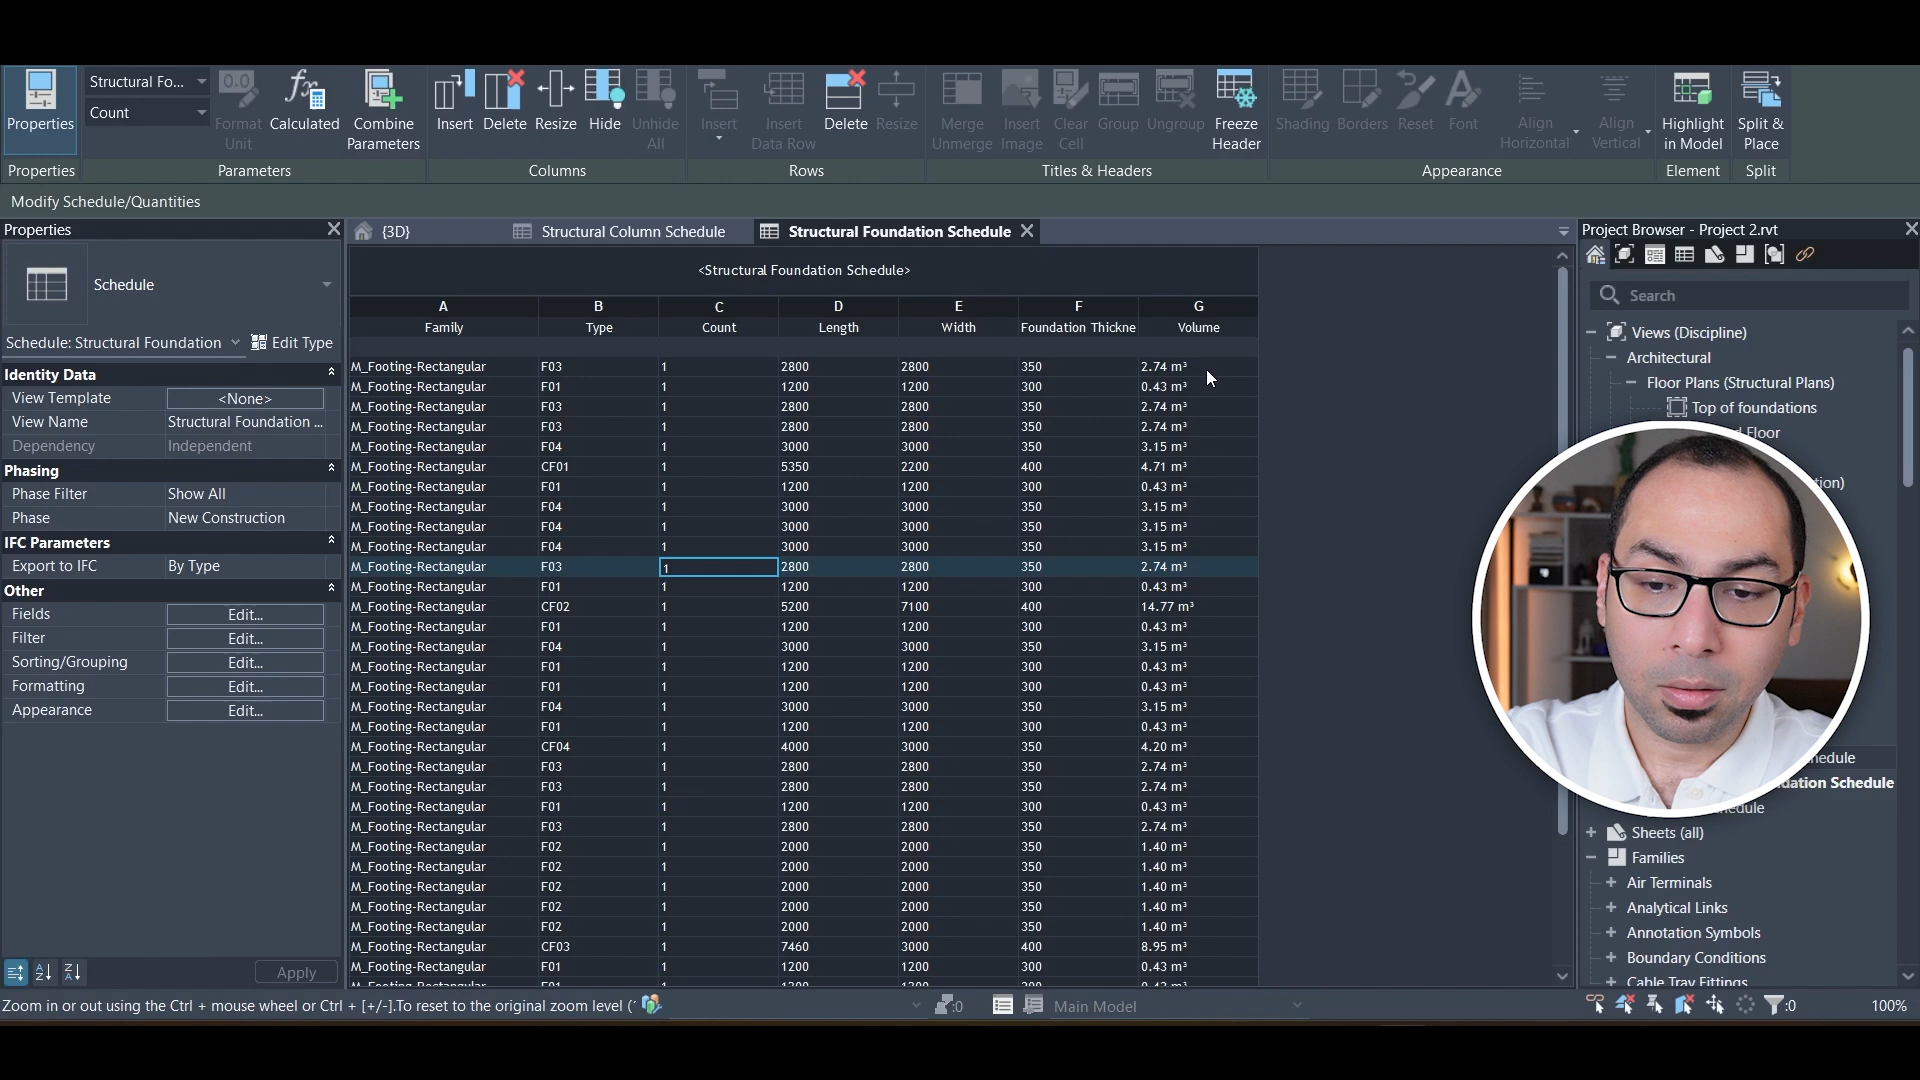 Structural Fo...
Count
Properties
Format Unit
Calculated
Combine Parameters
Insert
Delete
Resize
Hide
Unhide All
Insert
Insert Data Row
Delete
Resize
Merge Unmerge
Insert Image
Clear Cell
Group
Ungroup
Freeze Header
Shading
Borders
Reset
Font
Align Horizontal
Align Vertical
Highlight in Model
Split & Place
Properties
Parameters
Columns
Rows
Titles & Headers
Appearance
Element
Split
Modify Schedule/Quantities
Properties
Schedule
Schedule: Structural Foundation
Edit Type
Identity Data
View Template <None>
View Name Structural Foundation ...
Dependency Independent
Phasing
Phase Filter Show All
Phase New Construction
IFC Parameters
Export to IFC By Type
Other
Fields Edit...
Filter Edit...
Sorting/Grouping Edit...
Formatting Edit...
Appearance Edit...
Apply
{3D}
Structural Column Schedule
Structural Foundation Schedule
<Structural Foundation Schedule>
A B C D E F G
Family Type Count Length Width Foundation Thickne Volume
M_Footing-Rectangular F03 1 2800 2800 350 2.74 m³
M_Footing-Rectangular F01 1 1200 1200 300 0.43 m³
M_Footing-Rectangular F03 1 2800 2800 350 2.74 m³
M_Footing-Rectangular F03 1 2800 2800 350 2.74 m³
M_Footing-Rectangular F04 1 3000 3000 350 3.15 m³
M_Footing-Rectangular CF01 1 5350 2200 400 4.71 m³
M_Footing-Rectangular F01 1 1200 1200 300 0.43 m³
M_Footing-Rectangular F04 1 3000 3000 350 3.15 m³
M_Footing-Rectangular F04 1 3000 3000 350 3.15 m³
M_Footing-Rectangular F04 1 3000 3000 350 3.15 m³
M_Footing-Rectangular F03 1 2800 2800 350 2.74 m³
M_Footing-Rectangular F01 1 1200 1200 300 0.43 m³
M_Footing-Rectangular CF02 1 5200 7100 400 14.77 m³
M_Footing-Rectangular F01 1 1200 1200 300 0.43 m³
M_Footing-Rectangular F04 1 3000 3000 350 3.15 m³
M_Footing-Rectangular F01 1 1200 1200 300 0.43 m³
M_Footing-Rectangular F01 1 1200 1200 300 0.43 m³
M_Footing-Rectangular F04 1 3000 3000 350 3.15 m³
M_Footing-Rectangular F01 1 1200 1200 300 0.43 m³
M_Footing-Rectangular CF04 1 4000 3000 350 4.20 m³
M_Footing-Rectangular F03 1 2800 2800 350 2.74 m³
M_Footing-Rectangular F03 1 2800 2800 350 2.74 m³
M_Footing-Rectangular F01 1 1200 1200 300 0.43 m³
M_Footing-Rectangular F03 1 2800 2800 350 2.74 m³
M_Footing-Rectangular F02 1 2000 2000 350 1.40 m³
M_Footing-Rectangular F02 1 2000 2000 350 1.40 m³
M_Footing-Rectangular F02 1 2000 2000 350 1.40 m³
M_Footing-Rectangular F02 1 2000 2000 350 1.40 m³
M_Footing-Rectangular F02 1 2000 2000 350 1.40 m³
M_Footing-Rectangular CF03 1 7460 3000 400 8.95 m³
M_Footing-Rectangular F01 1 1200 1200 300 0.43 m³
Project Browser - Project 2.rvt
Search
Views (Discipline)
Architectural
Floor Plans (Structural Plans)
Top of foundations
Floor
tion)
hedule
dation Schedule
edule
Sheets (all)
Families
Air Terminals
Analytical Links
Annotation Symbols
Boundary Conditions
Cable Tray Fittings
Zoom in or out using the Ctrl + mouse wheel or Ctrl + [+/-].To reset to the original zoom level (
:0
Main Model
:0
100%